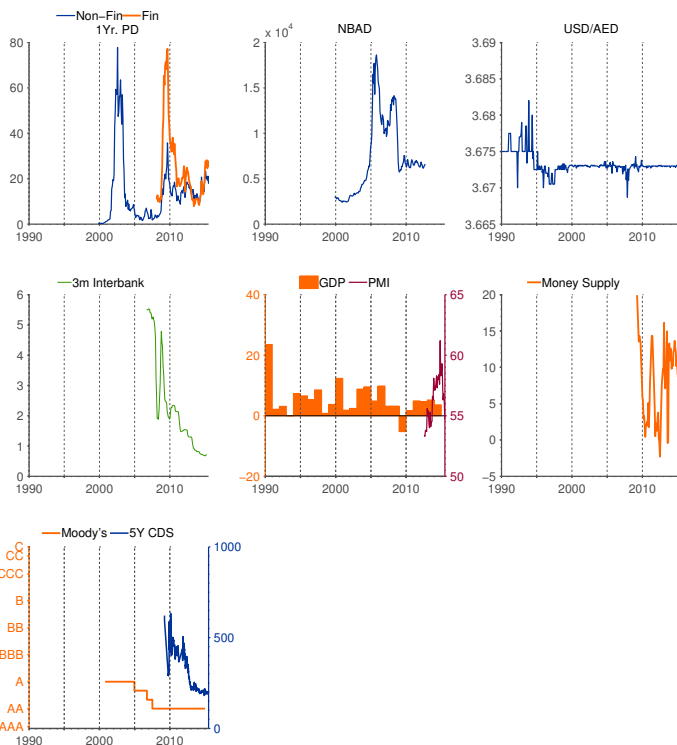 Non-Fin Fin
1Yr. PD
80
60
40
20
0
1990 2000 2010
NBAD
2 x 10^4
1.5
1
0.5
0
1990 2000 2010
USD/AED
3.69
3.685
3.68
3.675
3.67
3.665
1990 2000 2010
3m Interbank
6
5
4
3
2
1
0
1990 2000 2010
GDP PMI
40 65
20 60
0 55
-20 50
1990 2000 2010
Money Supply
20
15
10
5
0
-5
1990 2000 2010
Moody's 5Y CDS
C 1000
CC
CCC
B
BB 500
BBB
A
AA
AAA 0
1990 2000 2010